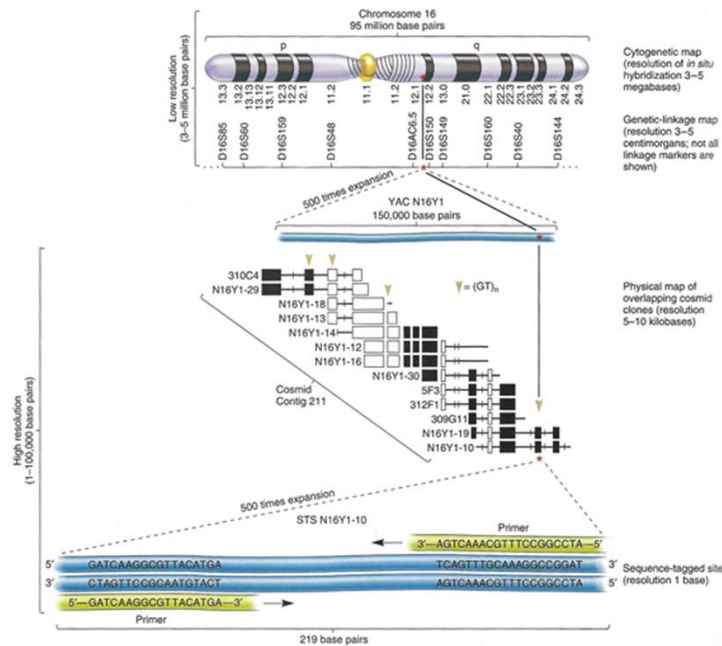 Chromosome 16
95 million base pairs
p
q
Low resolution
(3–5 million base pairs)
13.3
13.2
13.13
13.12
13.11
12.3
12.2
12.1
11.2
11.1
11.2
12.1
12.2
13.0
21.0
22.1
22.2
22.3
23.1
23.2
23.3
24.1
24.2
24.3
Cytogenetic map
(resolution of in situ
hybridization 3–5
megabases)
D16S85
D16S60
D16S159
D16S48
D16AC6.5
D16S150
D16S149
D16S160
D16S40
D16S144
Genetic-linkage map
(resolution 3–5
centimorgans; not all
linkage markers are
shown)
500 times expansion
YAC N16Y1
150,000 base pairs
High resolution
(1–100,000 base pairs)
310C4
N16Y1-29
N16Y1-18
N16Y1-13
N16Y1-14
N16Y1-12
N16Y1-16
N16Y1-30
5F3
312F1
309G11
N16Y1-19
N16Y1-10
= (GT)n
Physical map of
overlapping cosmid
clones (resolution
5–10 kilobases)
Cosmid
Contig 211
500 times expansion
STS N16Y1-10
Primer
3′—AGTCAAACGTTTCCGGCCTA—5′
5′ GATCAAGGCGTTACATGA TCAGTTTGCAAAGGCCGGAT 3′
3′ CTAGTTCCGCAATGTACT AGTCAAACGTTTCCGGCCTA 5′
5′—GATCAAGGCGTTACATGA—3′
Primer
Sequence-tagged site
(resolution 1 base)
219 base pairs